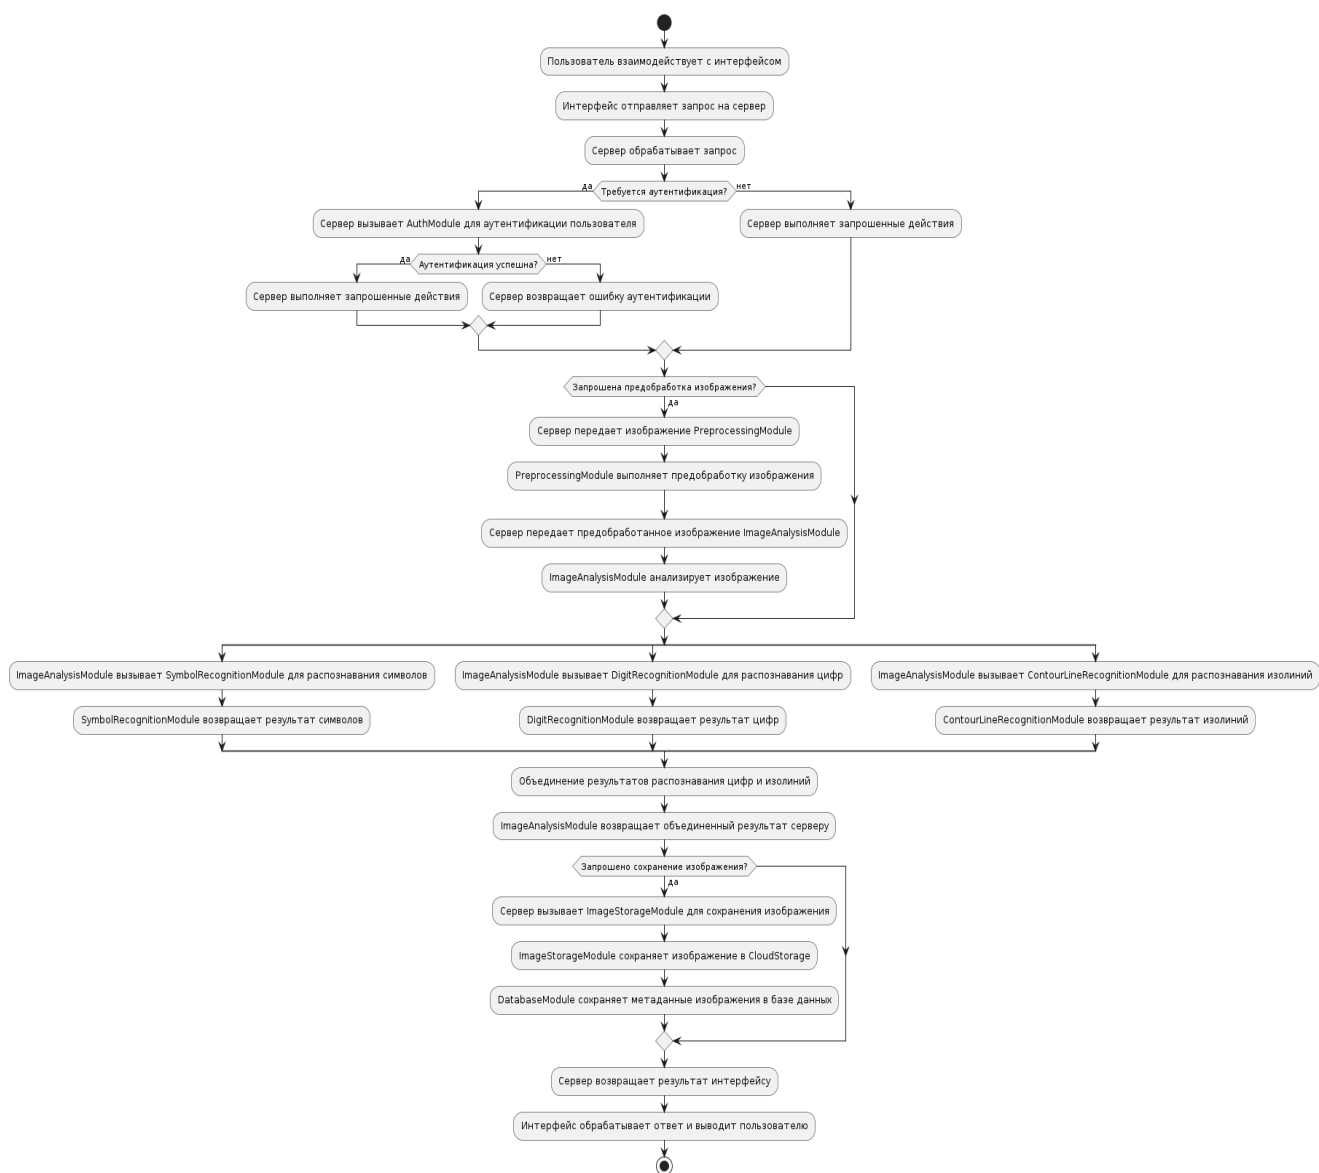 Пользователь взаимодействует с интерфейсом
Интерфейс отправляет запрос на сервер
Сервер обрабатывает запрос
да
Требуется аутентификация?
нет
Сервер вызывает AuthModule для аутентификации пользователя
Сервер выполняет запрошенные действия
да
Аутентификация успешна?
нет
Сервер выполняет запрошенные действия
Сервер возвращает ошибку аутентификации
Запрошена предобработка изображения?
да
Сервер передает изображение PreprocessingModule
PreprocessingModule выполняет предобработку изображения
Сервер передает предобработанное изображение ImageAnalysisModule
ImageAnalysisModule анализирует изображение
ImageAnalysisModule вызывает SymbolRecognitionModule для распознавания символов
ImageAnalysisModule вызывает DigitRecognitionModule для распознавания цифр
ImageAnalysisModule вызывает ContourLineRecognitionModule для распознавания изолиний
SymbolRecognitionModule возвращает результат символов
DigitRecognitionModule возвращает результат цифр
ContourLineRecognitionModule возвращает результат изолиний
Объединение результатов распознавания цифр и изолиний
ImageAnalysisModule возвращает объединенный результат серверу
Запрошено сохранение изображения?
да
Сервер вызывает ImageStorageModule для сохранения изображения
ImageStorageModule сохраняет изображение в CloudStorage
DatabaseModule сохраняет метаданные изображения в базе данных
Сервер возвращает результат интерфейсу
Интерфейс обрабатывает ответ и выводит пользователю